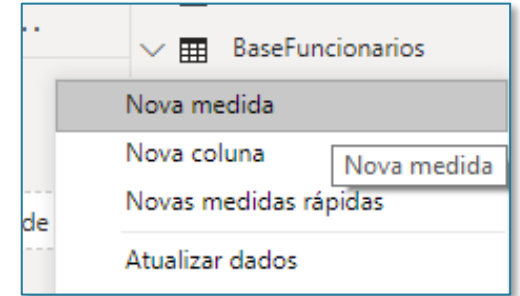 BaseFuncionarios
Nova medida
Nova coluna
Nova medida
Novas medidas rápidas
de
Atualizar dados